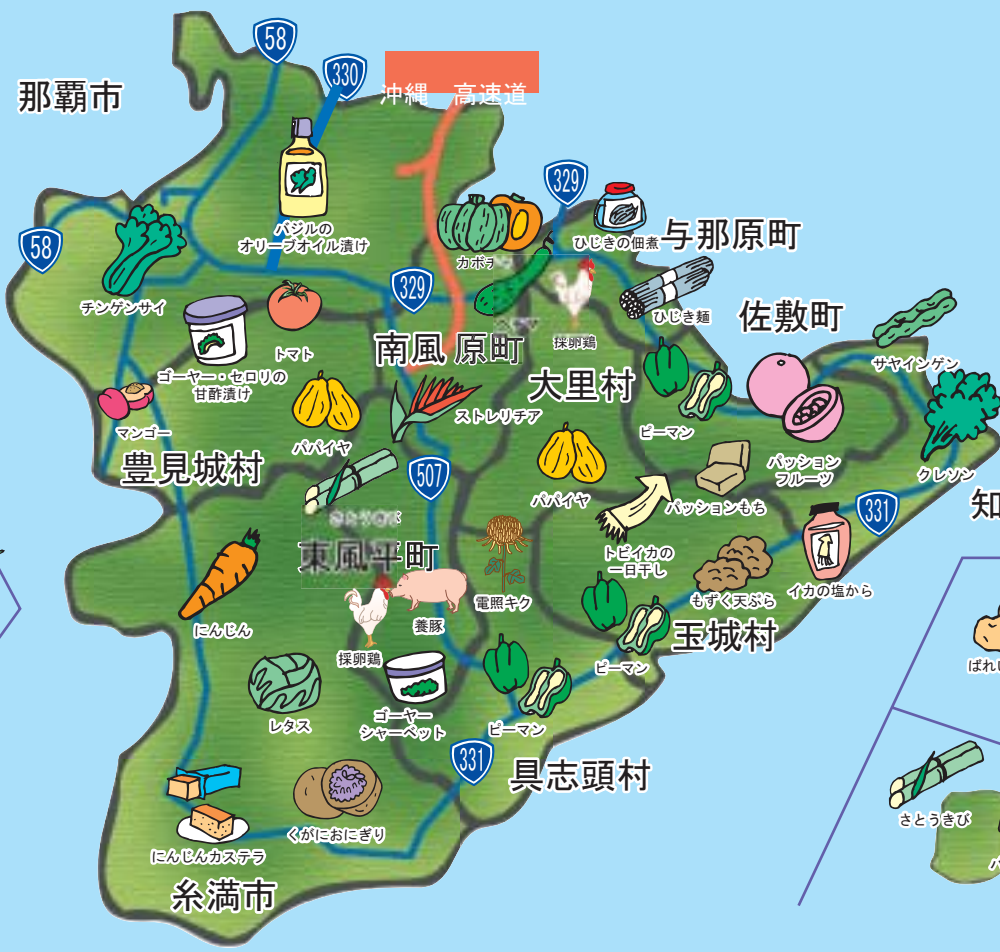 58
330
沖縄 高速道
那覇市
バジルの
オリーブオイル漬け
329
ひじきの佃煮
与那原町
58
カボチ
329
チンゲンサイ
ひじき麺
採卵鶏
佐敷町
トマト
南風原町
サヤインゲン
ゴーヤー・セロリの
甘酢漬け
大里村
ストレリチア
マンゴー
パパイヤ
ピーマン
豊見城村
パッション
フルーツ
クレソン
507
パパイヤ
パッションもち
331
知
さとうきび
東風平町
トビイカの
一日干し
電照キク
もずく天ぷら
イカの塩から
にんじん
養豚
玉城村
採卵鶏
ピーマン
ばれい
レタス
ゴーヤー
シャーベット
ピーマン
331
具志頭村
さとうきび
くがにおにぎり
にんじんカステラ
パ
糸満市